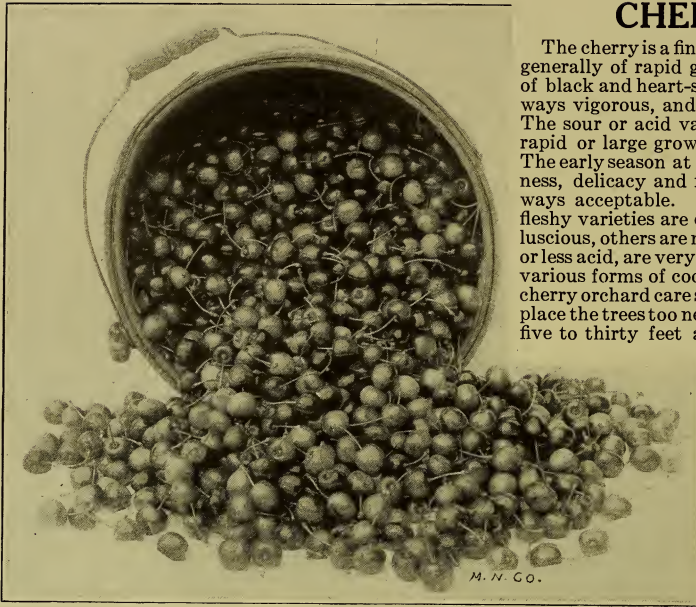 CHE
The cherry is a fin
generally of rapid g
of black and heart-s
ways vigorous, and
The sour or acid va
rapid or large grow
The early season at
ness, delicacy and
ways acceptable.
fleshy varieties are
luscious, others are
or less acid, are very
various forms of coo
cherry orchard care s
place the trees too ne
five to thirty feet a
M. N. CO.